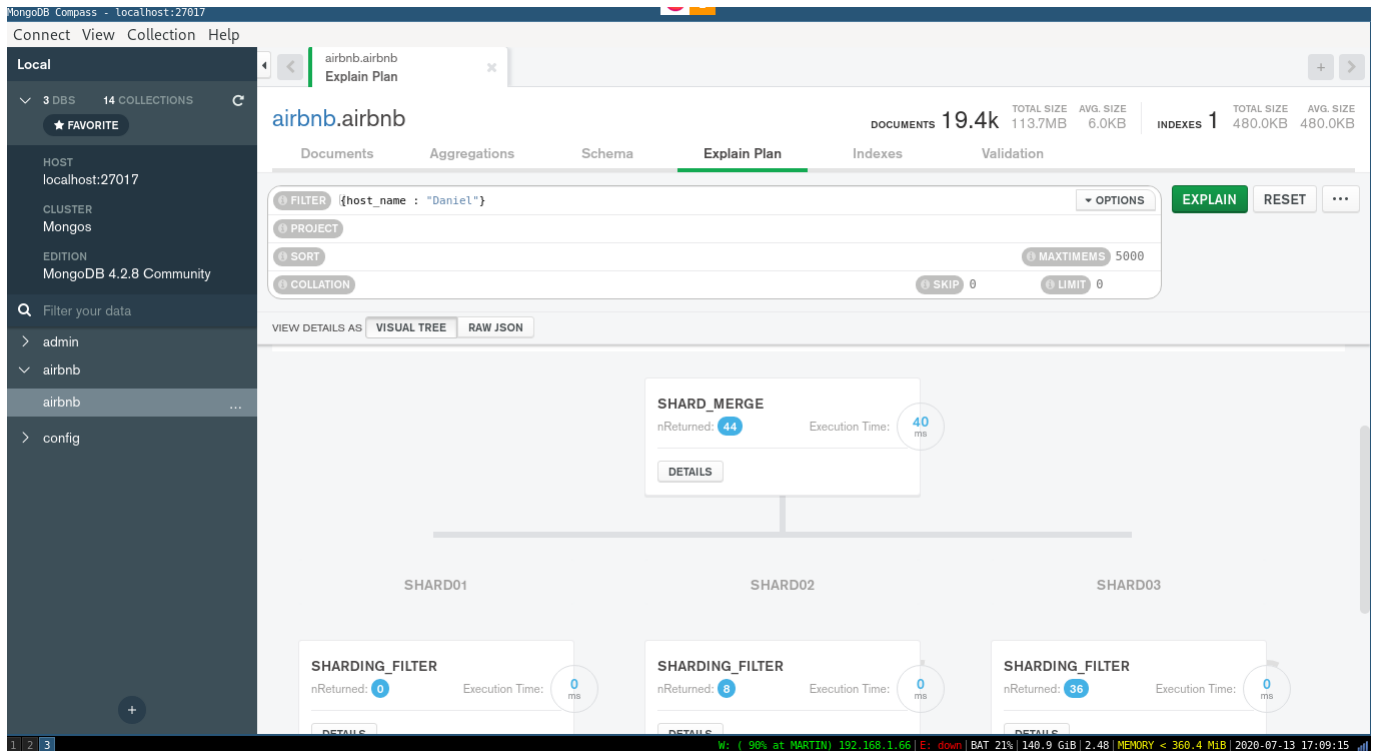 MongoDB Compass - localhost:27017
Connect View Collection Help
Local
3 DBS 14 COLLECTIONS
★ FAVORITE
HOST
localhost:27017
CLUSTER
Mongos
EDITION
MongoDB 4.2.8 Community
Filter your data
admin
airbnb
airbnb ...
config
+
airbnb.airbnb
Explain Plan
airbnb.airbnb
DOCUMENTS 19.4k TOTAL SIZE 113.7MB AVG. SIZE 6.0KB INDEXES 1 TOTAL SIZE 480.0KB AVG. SIZE 480.0KB
Documents Aggregations Schema Explain Plan Indexes Validation
FILTER {host_name : "Daniel"} OPTIONS EXPLAIN RESET ...
PROJECT
SORT MAXTIMEMS 5000
COLLATION SKIP 0 LIMIT 0
VIEW DETAILS AS VISUAL TREE RAW JSON
SHARD_MERGE
nReturned: 44 Execution Time: 40 ms
DETAILS
SHARD01 SHARD02 SHARD03
SHARDING_FILTER SHARDING_FILTER SHARDING_FILTER
nReturned: 0 Execution Time: 0 ms nReturned: 8 Execution Time: 0 ms nReturned: 36 Execution Time: 0 ms
DETAILS DETAILS DETAILS
1 2 3 W: ( 90% at MARTIN) 192.168.1.66|E: down|BAT 21%|140.9 GiB|2.48|MEMORY < 360.4 MiB|2020-07-13 17:09:15